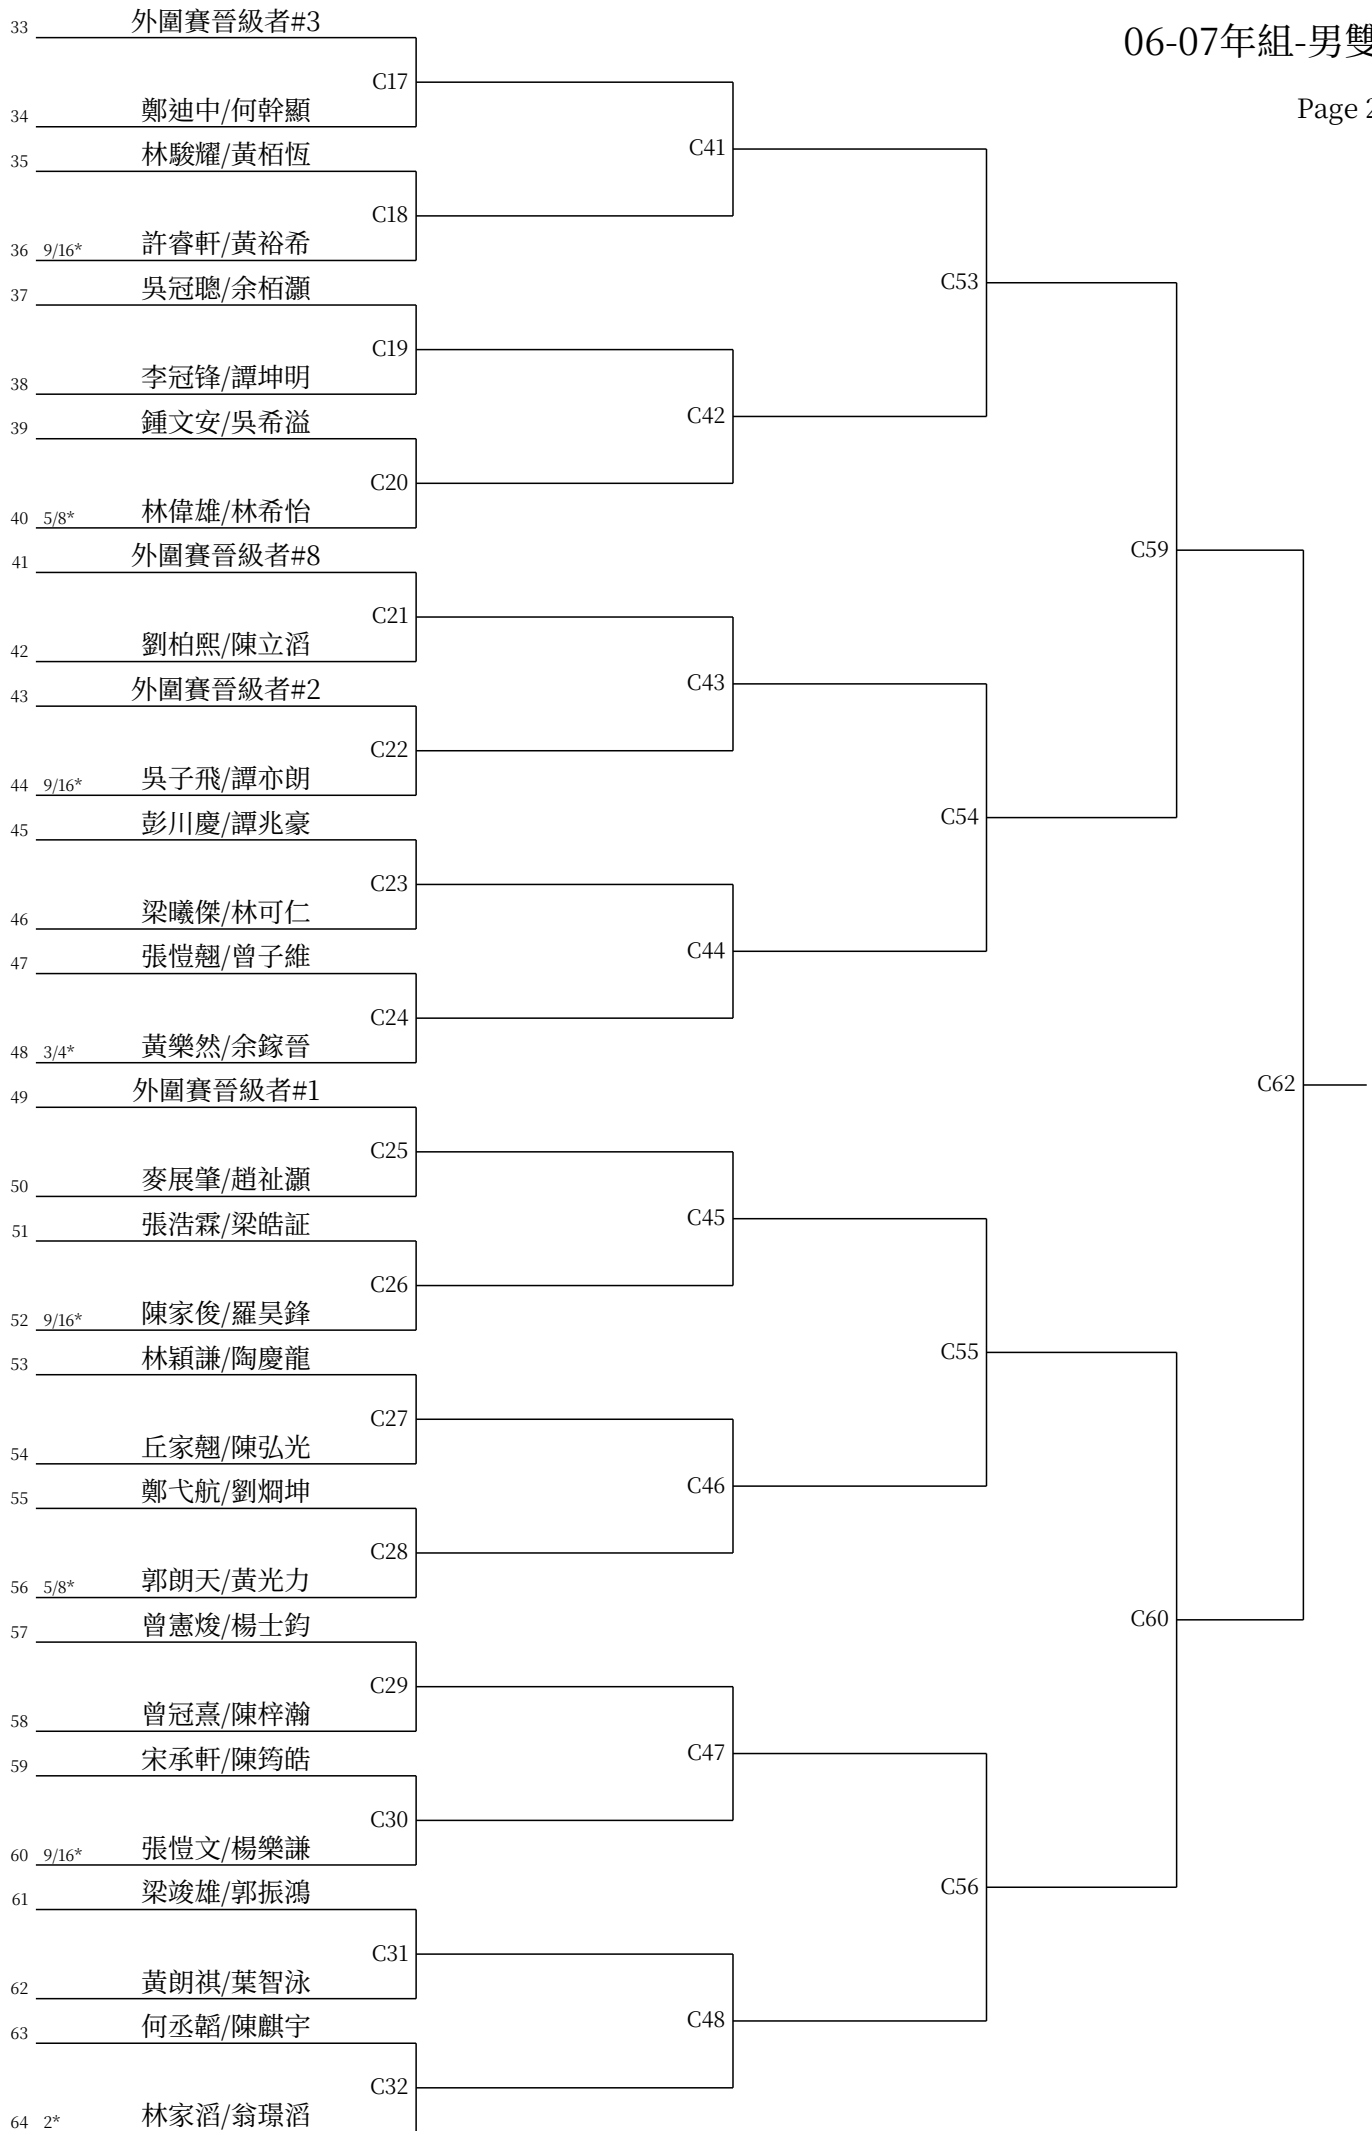 06-07年組-男雙
Page 2
33 外圍賽晉級者#3
C17
34 鄭迪中/何幹顯
C41
35 林駿耀/黃栢恆
C18
36 9/16* 許睿軒/黃裕希
C53
37 吳冠聰/余栢灝
C19
38 李冠锋/譚坤明
C42
39 鍾文安/吳希溢
C20
40 5/8* 林偉雄/林希怡
C59
41 外圍賽晉級者#8
C21
42 劉柏熙/陳立滔
C43
43 外圍賽晉級者#2
C22
44 9/16* 吳子飛/譚亦朗
C54
45 彭川慶/譚兆豪
C23
46 梁曦傑/林可仁
C44
47 張愷翹/曾子維
C24
48 3/4* 黃樂然/余鎵晉
C62
49 外圍賽晉級者#1
C25
50 麥展肇/趙祉灝
C45
51 張浩霖/梁皓証
C26
52 9/16* 陳家俊/羅昊鋒
C55
53 林穎謙/陶慶龍
C27
54 丘家翹/陳弘光
C46
55 鄭弋航/劉烱坤
C28
56 5/8* 郭朗天/黃光力
C60
57 曾憲焌/楊士鈞
C29
58 曾冠熹/陳梓瀚
C47
59 宋承軒/陳筠皓
C30
60 9/16* 張愷文/楊樂謙
C56
61 梁竣雄/郭振鴻
C31
62 黃朗祺/葉智泳
C48
63 何丞韜/陳麒宇
C32
64 2* 林家滔/翁璟滔